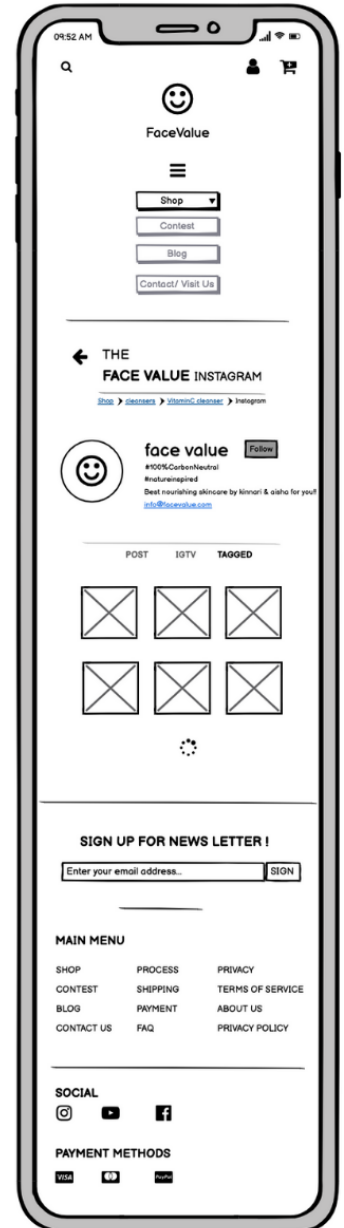 09:52 AM
FaceValue
Shop
Contest
Blog
Contact/ Visit Us
THE
FACE VALUE INSTAGRAM
Shop > cleansers > VitaminC cleanser > Instagram
face value Follow
#100%CarbonNeutral
#natureinspired
Best nourishing skincare by kinnari & aisha for you!!
info@facevalue.com
POST IGTV TAGGED
SIGN UP FOR NEWS LETTER !
Enter your email address... SIGN
MAIN MENU
SHOP PROCESS PRIVACY
CONTEST SHIPPING TERMS OF SERVICE
BLOG PAYMENT ABOUT US
CONTACT US FAQ PRIVACY POLICY
SOCIAL
PAYMENT METHODS
VISA PayPal